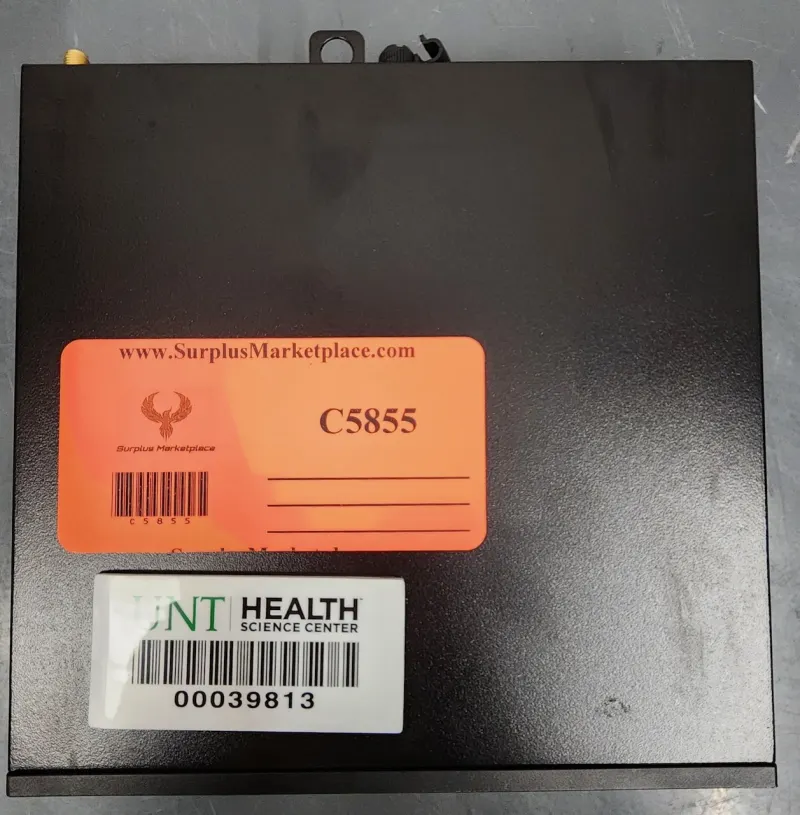 www.SurplusMarketplace.com
C5855
Surplus Marketplace
C5855
UNT HEALTH
SCIENCE CENTER
00039813